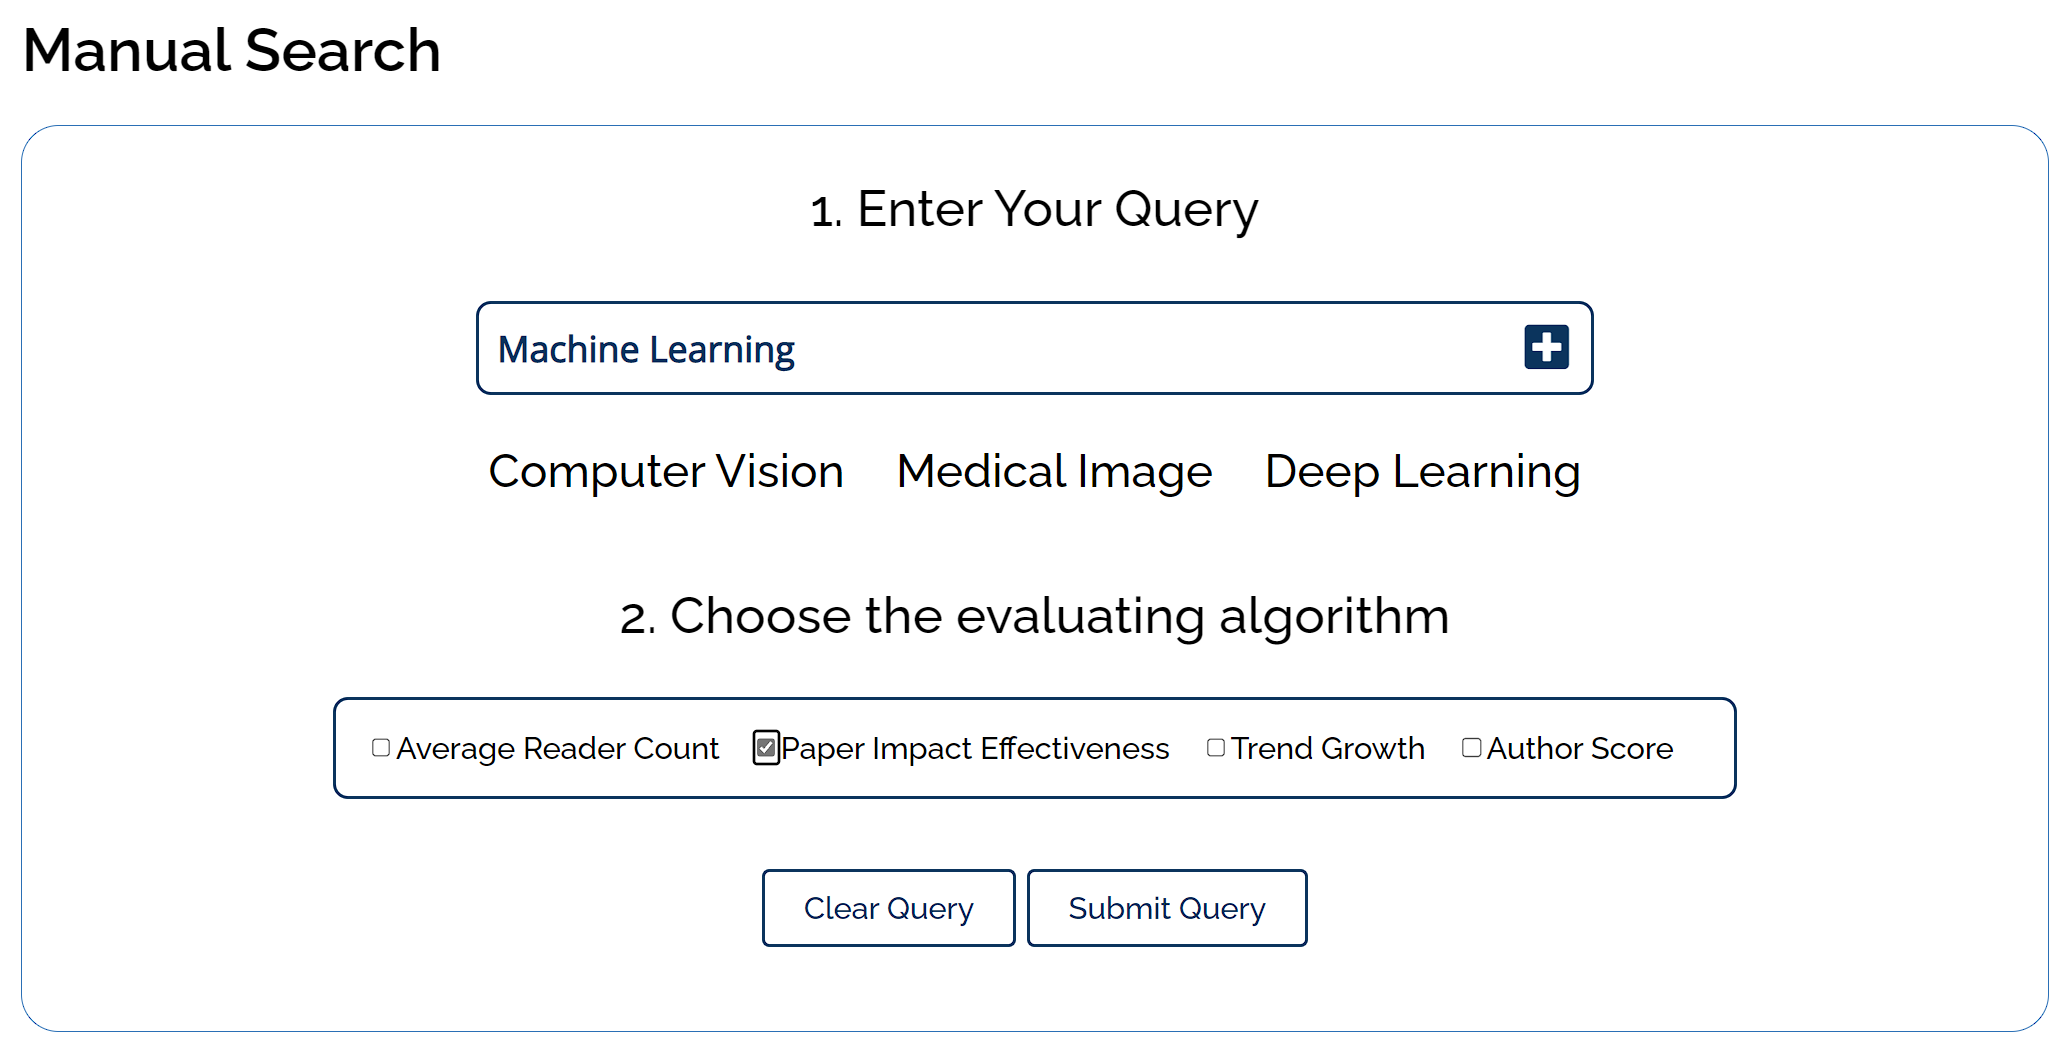 Manual Search
1. Enter Your Query
Machine Learning
Computer Vision Medical Image Deep Learning
2. Choose the evaluating algorithm
Average Reader Count Paper Impact Effectiveness Trend Growth Author Score
Clear Query Submit Query